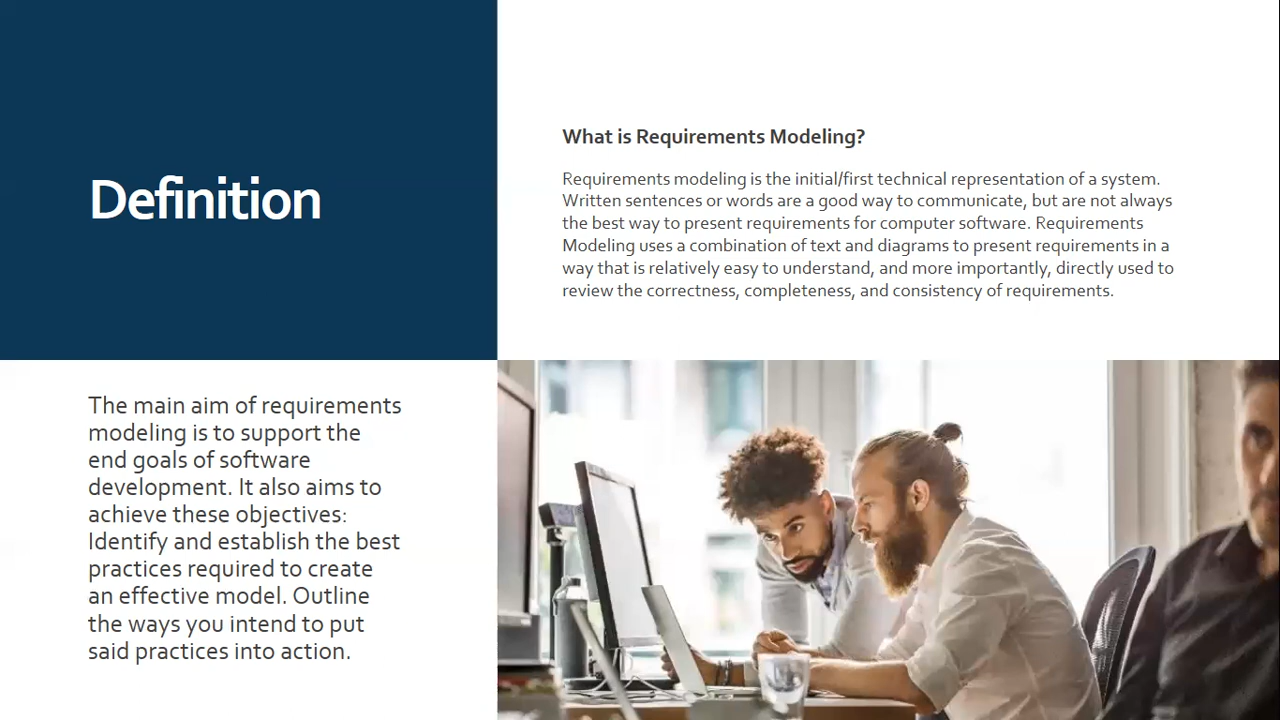 Definition
What is Requirements Modeling?
Requirements modeling is the initial/first technical representation of a system.
Written sentences or words are a good way to communicate, but are not always
the best way to present requirements for computer software. Requirements
Modeling uses a combination of text and diagrams to present requirements in a
way that is relatively easy to understand, and more importantly, directly used to
review the correctness, completeness, and consistency of requirements.
The main aim of requirements
modeling is to support the
end goals of software
development. It also aims to
achieve these objectives:
Identify and establish the best
practices required to create
an effective model. Outline
the ways you intend to put
said practices into action.